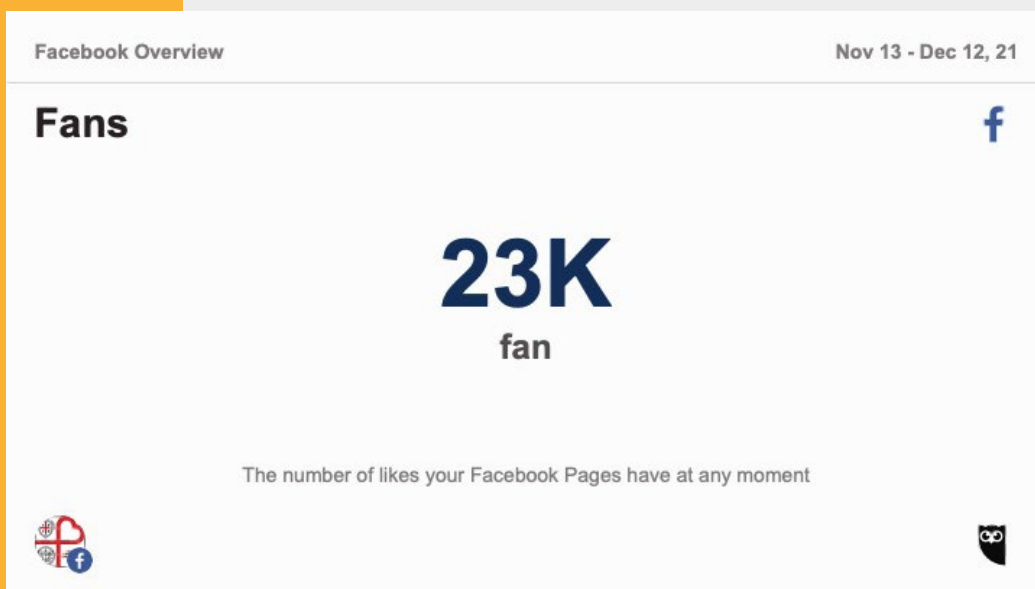 Facebook Overview
Nov 13 - Dec 12, 21
Fans
23K
fan
The number of likes your Facebook Pages have at any moment